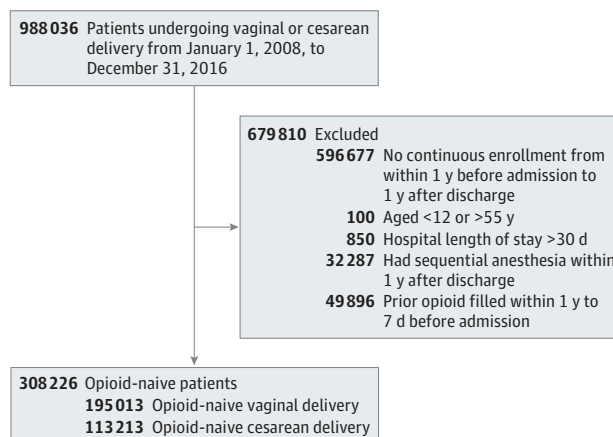 988036 Patients undergoing vaginal or cesarean
delivery from January 1, 2008, to
December 31, 2016
679810 Excluded
596677 No continuous enrollment from
within 1 y before admission to
1 y after discharge
100 Aged <12 or >55 y
850 Hospital length of stay >30 d
32287 Had sequential anesthesia within
1 y after discharge
49896 Prior opioid filled within 1 y to
7 d before admission
308226 Opioid-naive patients
195013 Opioid-naive vaginal delivery
113213 Opioid-naive cesarean delivery